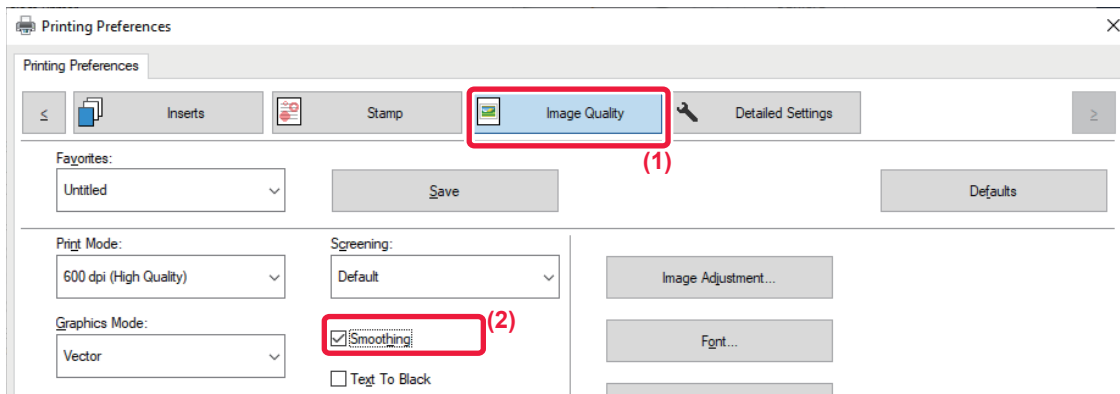 Printing Preferences
Printing Preferences
< Inserts Stamp Image Quality Detailed Settings >
(1)
Favorites:
Untitled Save Defaults
Print Mode: Screening:
600 dpi (High Quality) Default Image Adjustment...
Graphics Mode: Smoothing (2)
Vector Font...
Text To Black